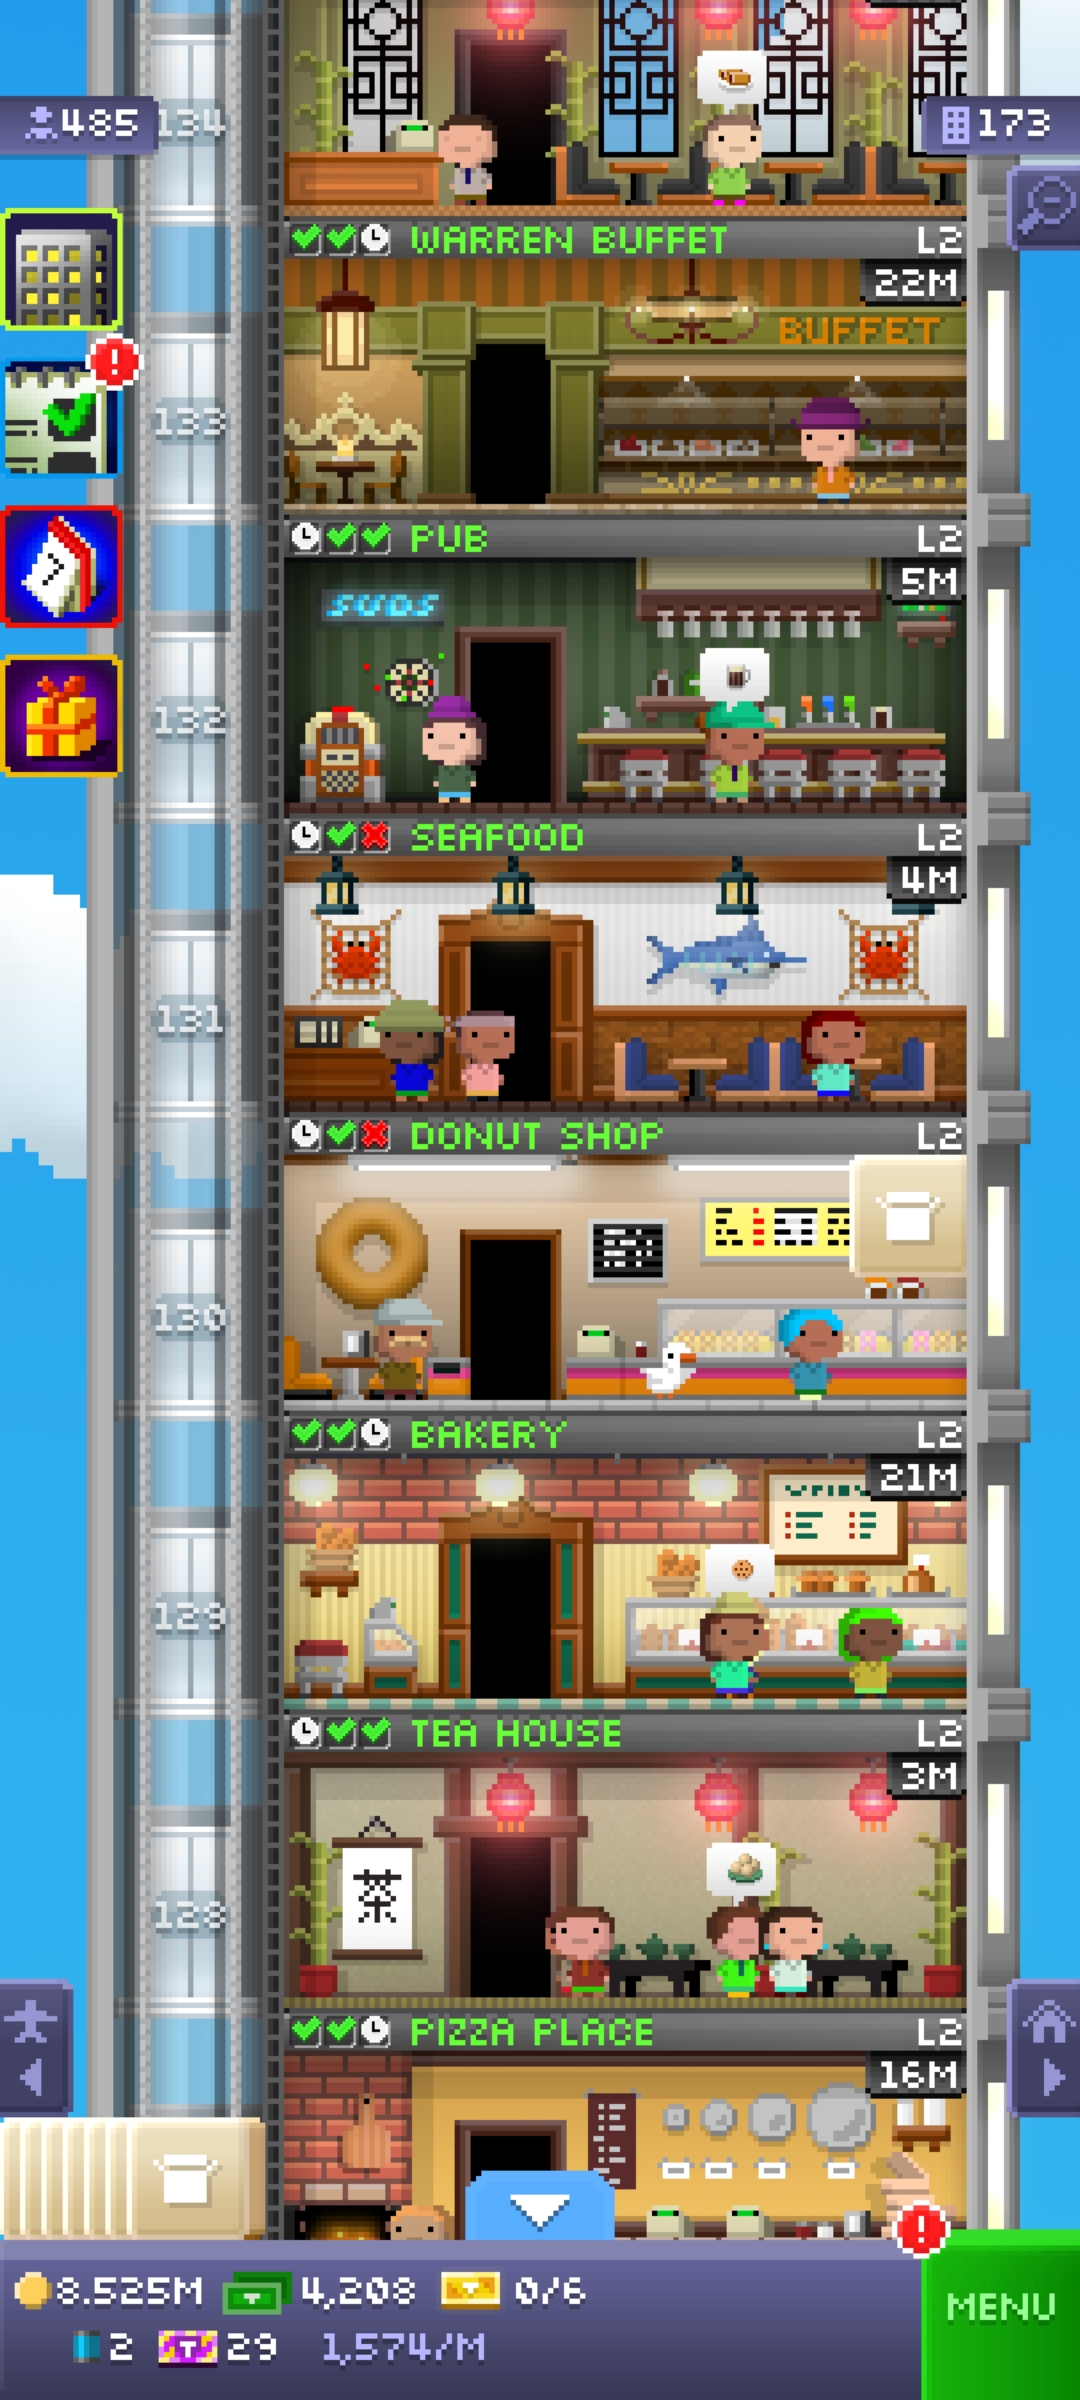 485
134
173
WARREN BUFFET L2
22M
BUFFET
133
PUB L2
5M
SUDS
132
SEAFOOD L2
4M
131
DONUT SHOP L2
130
BAKERY L2
21M
129
TEA HOUSE L2
3M
茶
128
PIZZA PLACE L2
16M
8.525M 4,208 0/6
2 T 29 1,574/M
MENU